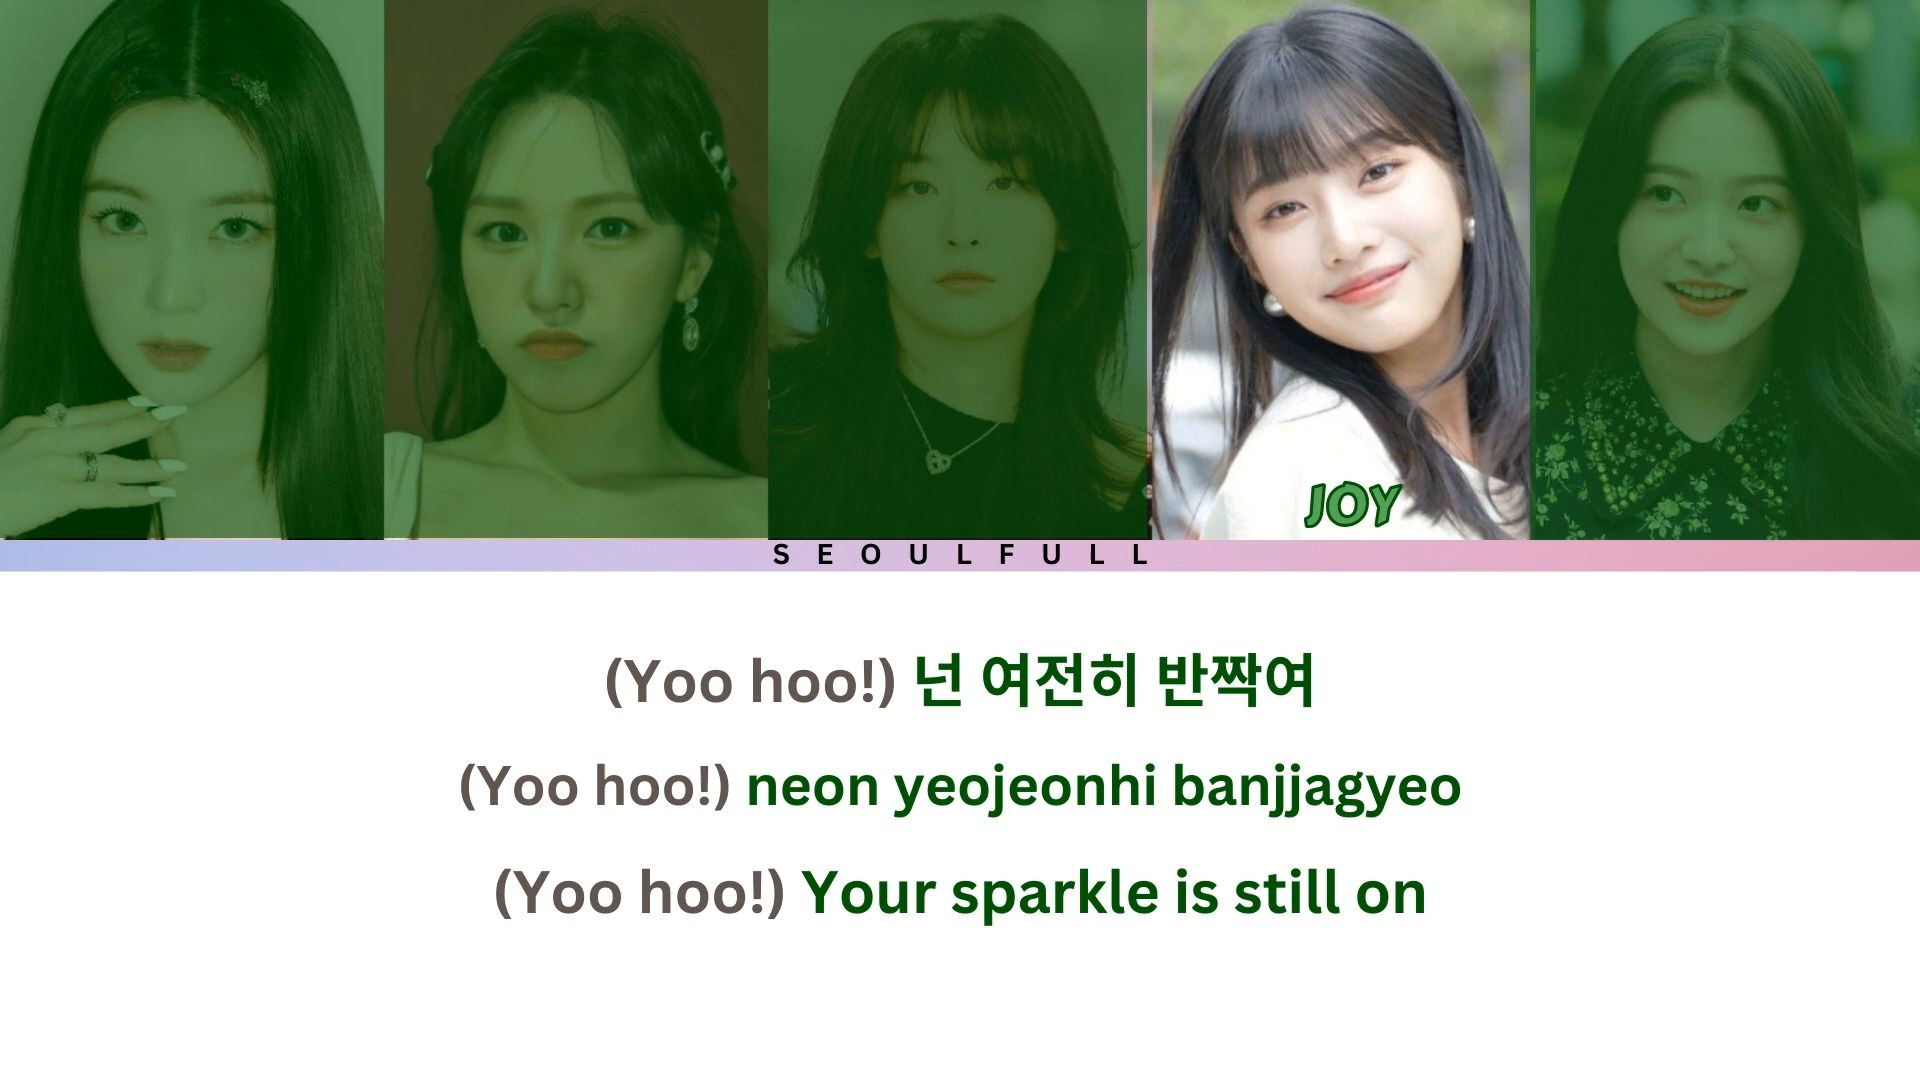 JOY
S E O U L F U L L
(Yoo hoo!) 넌 여전히 반짝여
(Yoo hoo!) neon yeojeonhi banjjagyeo
(Yoo hoo!) Your sparkle is still on